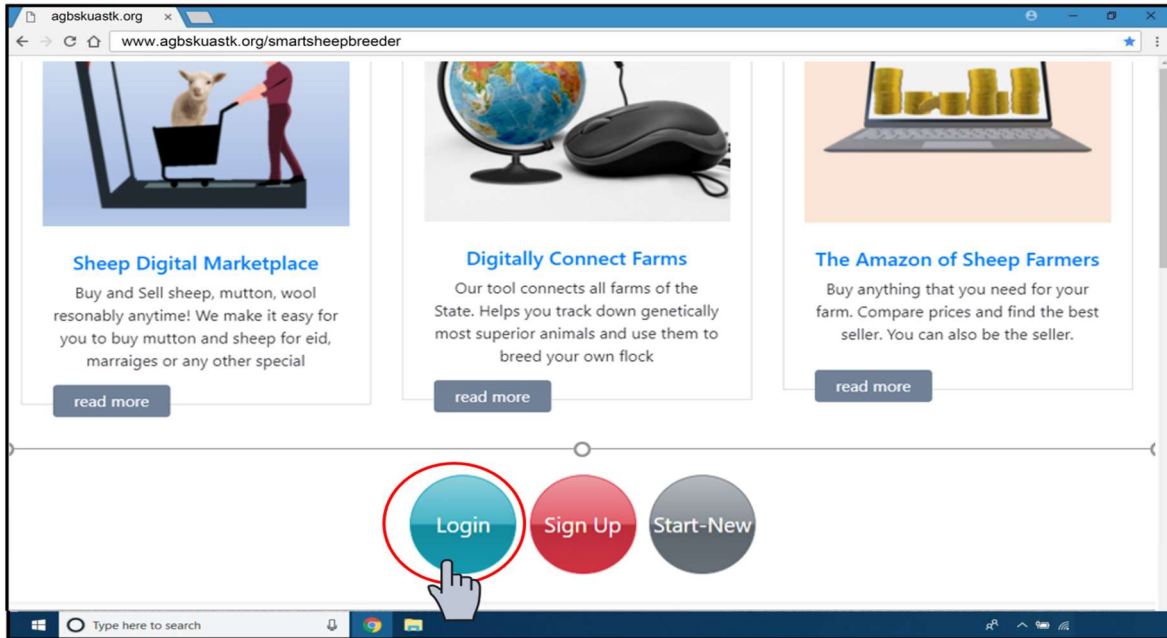 agbskuastk.org
www.agbskuastk.org/smartsheepbreeder
Sheep Digital Marketplace
Buy and Sell sheep, mutton, wool
resonably anytime! We make it easy for
you to buy mutton and sheep for eid,
marraiges or any other special
read more
Digitally Connect Farms
Our tool connects all farms of the
State. Helps you track down genetically
most superior animals and use them to
breed your own flock
read more
The Amazon of Sheep Farmers
Buy anything that you need for your
farm. Compare prices and find the best
seller. You can also be the seller.
read more
Login
Sign Up
Start-New
Type here to search